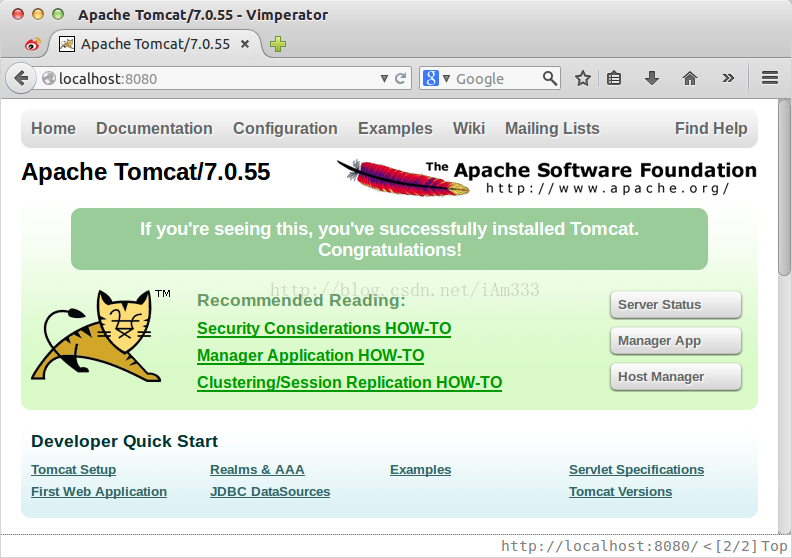 Apache Tomcat/7.0.55 - Vimperator
Apache Tomcat/7.0.55
localhost:8080
Google
Home Documentation Configuration Examples Wiki Mailing Lists Find Help
Apache Tomcat/7.0.55
The Apache Software Foundation
http://www.apache.org/
If you're seeing this, you've successfully installed Tomcat.
Congratulations!
http://blog.csdn.net/iAm333
TM
Recommended Reading:
Security Considerations HOW-TO
Manager Application HOW-TO
Clustering/Session Replication HOW-TO
Server Status
Manager App
Host Manager
Developer Quick Start
Tomcat Setup Realms & AAA Examples Servlet Specifications
First Web Application JDBC DataSources Tomcat Versions
http://localhost:8080/ <[2/2] Top